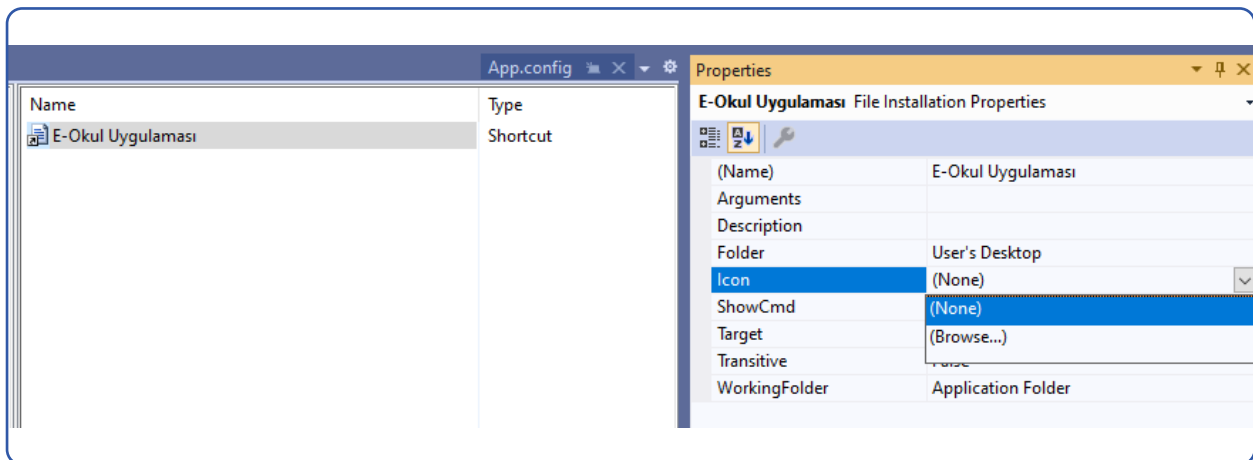 App.config
Name Type
E-Okul Uygulaması Shortcut
Properties
E-Okul Uygulaması File Installation Properties
(Name) E-Okul Uygulaması
Arguments
Description
Folder User's Desktop
Icon (None)
ShowCmd (None)
Target (Browse...)
Transitive
WorkingFolder Application Folder